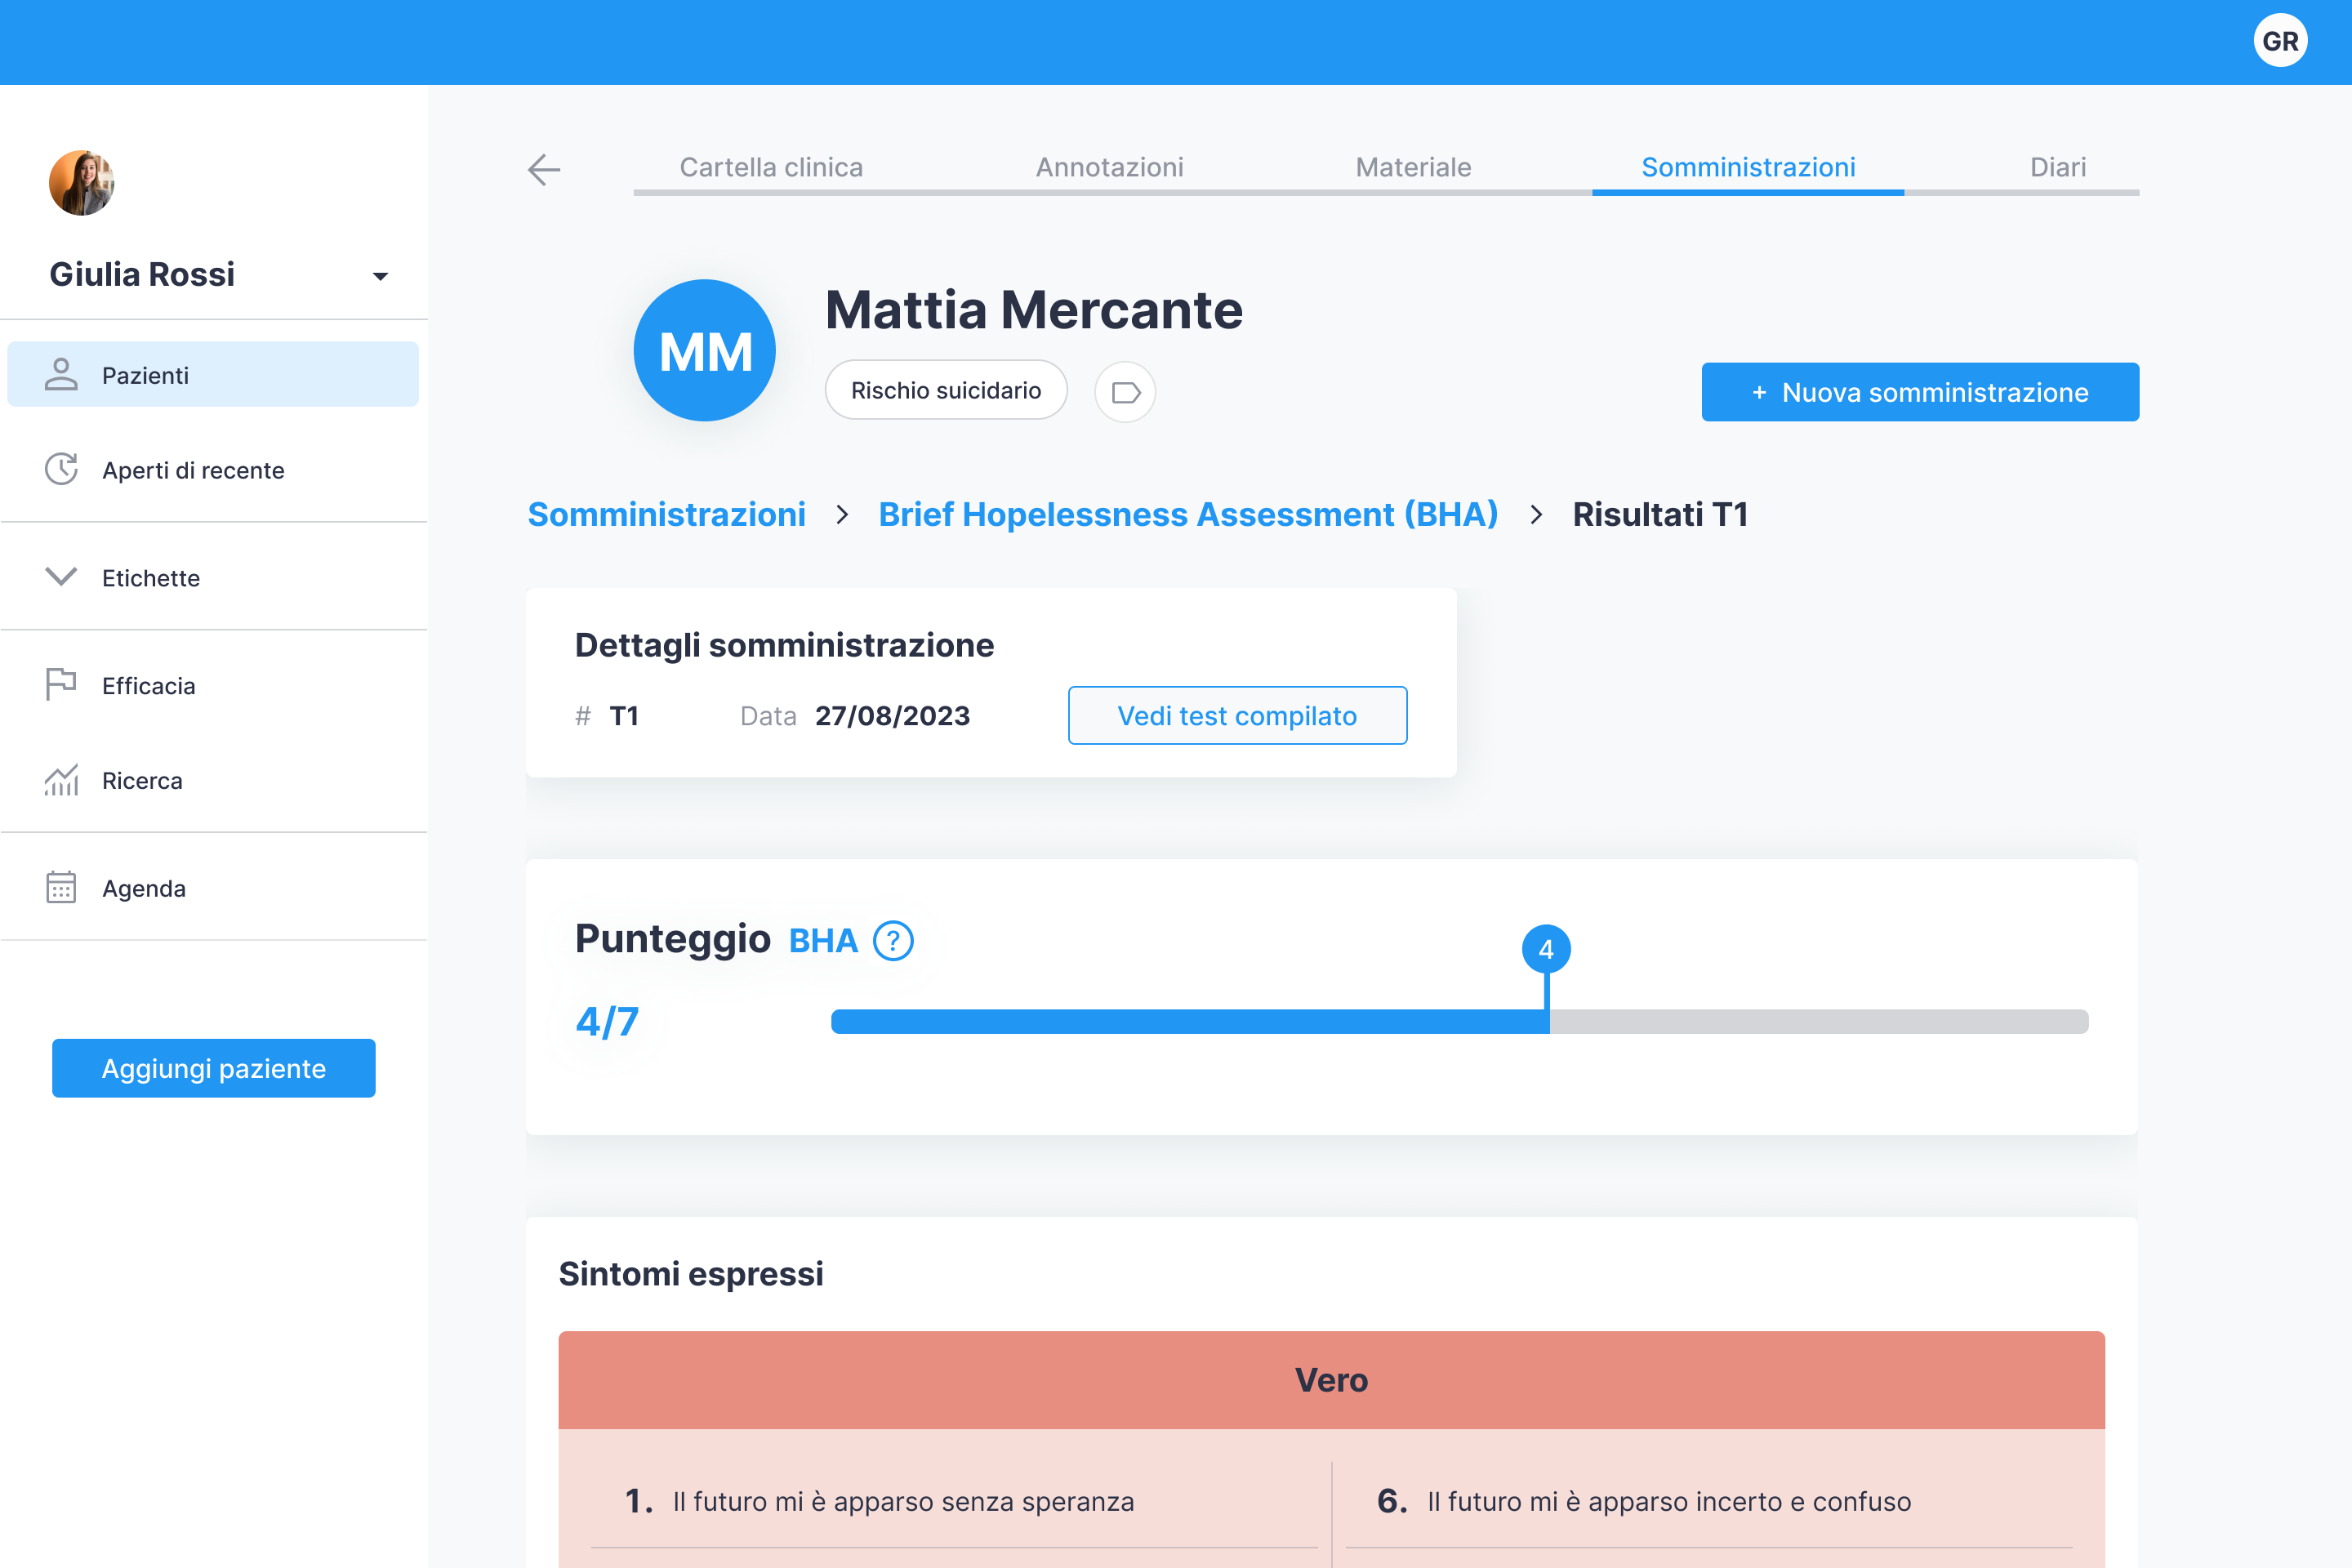 GR
Giulia Rossi
Pazienti
Aperti di recente
Etichette
Efficacia
Ricerca
Agenda
Aggiungi paziente
Cartella clinica
Annotazioni
Materiale
Somministrazioni
Diari
MM
Mattia Mercante
Rischio suicidario
+ Nuova somministrazione
Somministrazioni > Brief Hopelessness Assessment (BHA) > Risultati T1
Dettagli somministrazione
# T1 Data 27/08/2023
Vedi test compilato
Punteggio BHA ?
4
4/7
Sintomi espressi
Vero
1. Il futuro mi è apparso senza speranza
6. Il futuro mi è apparso incerto e confuso